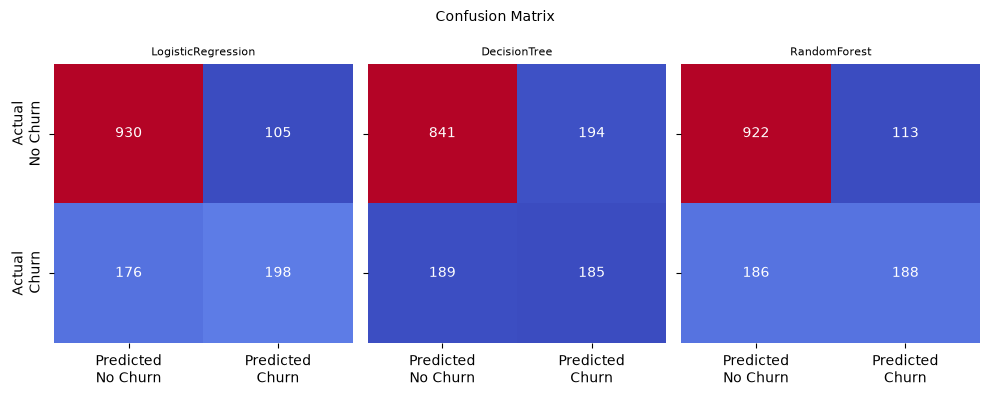 Confusion Matrix
LogisticRegression
DecisionTree
RandomForest
Actual
No Churn
930
105
841
194
922
113
Actual
Churn
176
198
189
185
186
188
Predicted
No Churn
Predicted
Churn
Predicted
No Churn
Predicted
Churn
Predicted
No Churn
Predicted
Churn